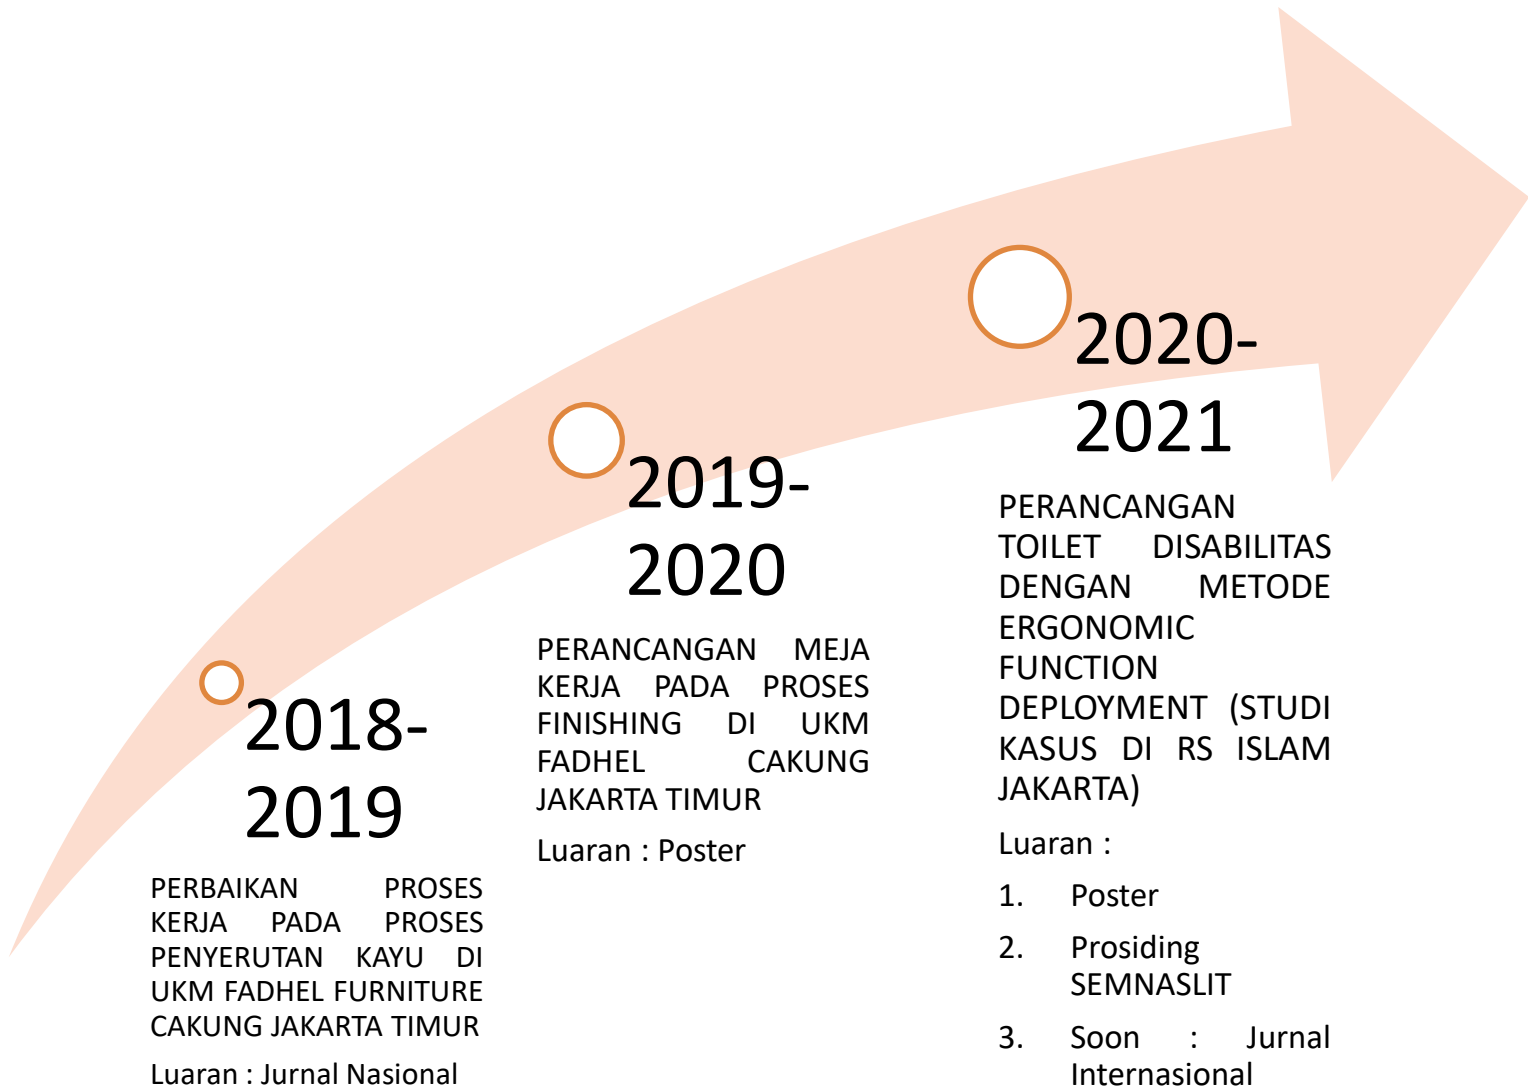 2018-
2019
PERBAIKAN PROSES
KERJA PADA PROSES
PENYERUTAN KAYU DI
UKM FADHEL FURNITURE
CAKUNG JAKARTA TIMUR
Luaran : Jurnal Nasional
2019-
2020
PERANCANGAN MEJA
KERJA PADA PROSES
FINISHING DI UKM
FADHEL CAKUNG
JAKARTA TIMUR
Luaran : Poster
2020-
2021
PERANCANGAN
TOILET DISABILITAS
DENGAN METODE
ERGONOMIC
FUNCTION
DEPLOYMENT (STUDI
KASUS DI RS ISLAM
JAKARTA)
Luaran :
1. Poster
2. Prosiding
SEMNASLIT
3. Soon : Jurnal
Internasional